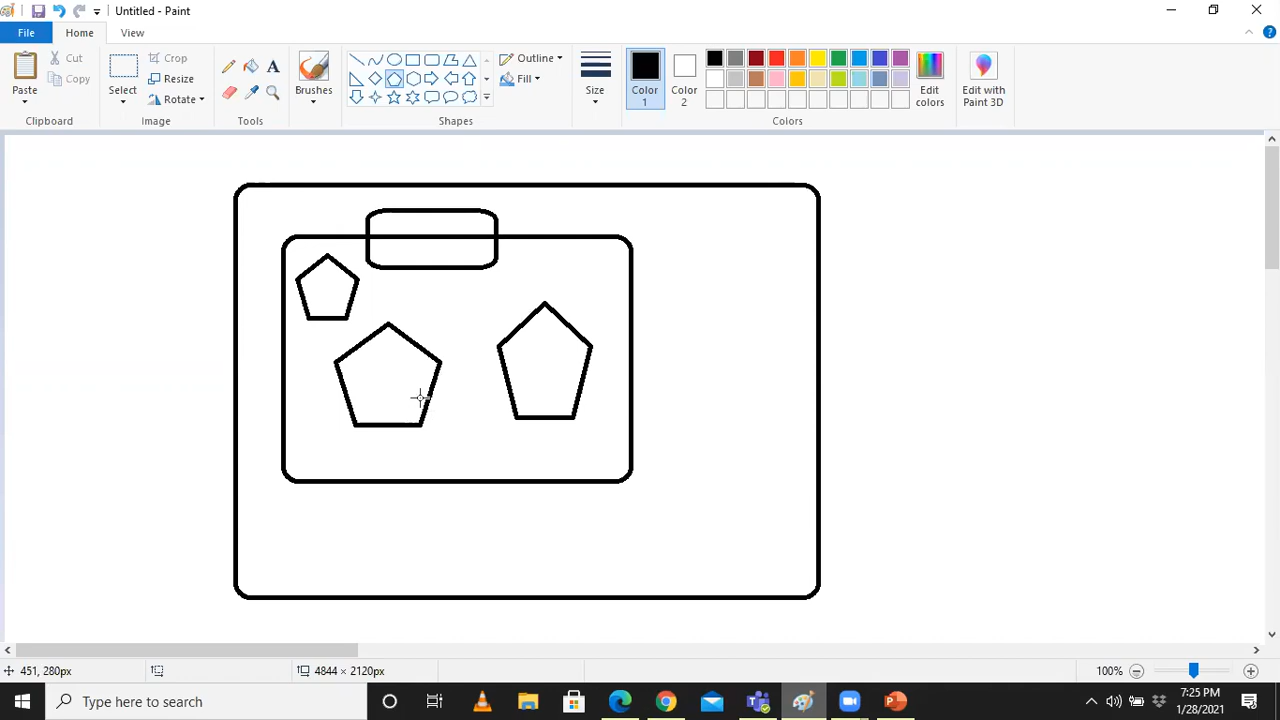 Untitled - Paint
File Home View
Paste
Cut
Copy
Clipboard
Select
Crop
Resize
Rotate
Image
A
Tools
Brushes
Shapes
Outline
Fill
Size
Color 1
Color 2
Edit colors
Colors
Edit with Paint 3D
451, 280px
4844 × 2120px
100%
Type here to search
7:25 PM
1/28/2021